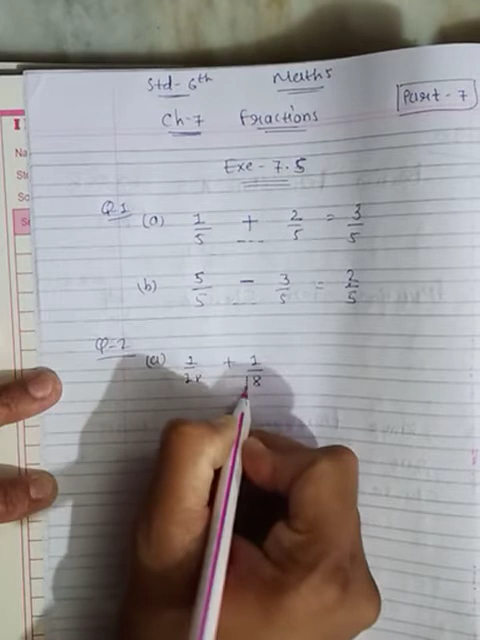 Std-6th Maths
Part-7
Ch-7 Fractions
Exe-7.5
Q.1 (a) 1/5 + 2/5 = 3/5
(b) 5/5 - 3/5 = 2/5
Q-2 (a) 1/ + 1/18